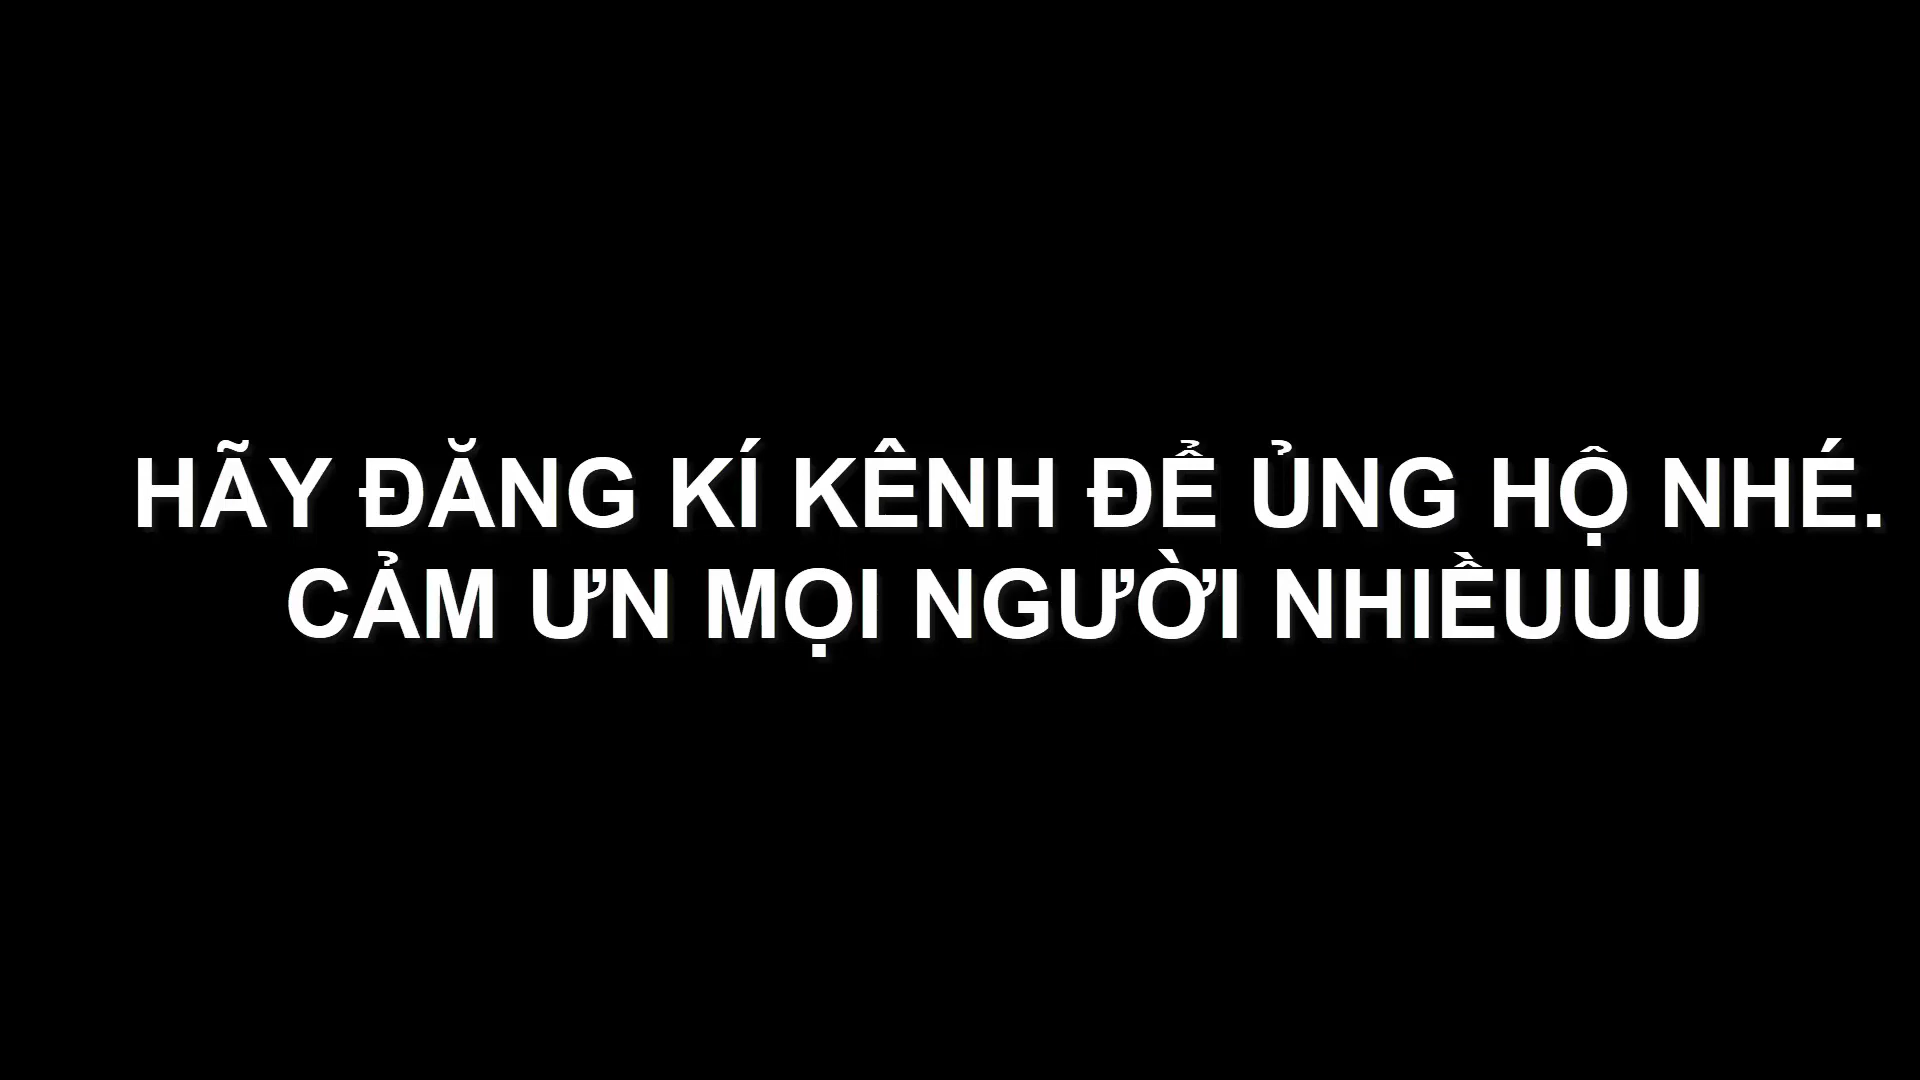 HÃY ĐĂNG KÍ KÊNH ĐỂ ỦNG HỘ NHÉ.
CẢM ƯN MỌI NGƯỜI NHIỀUUU